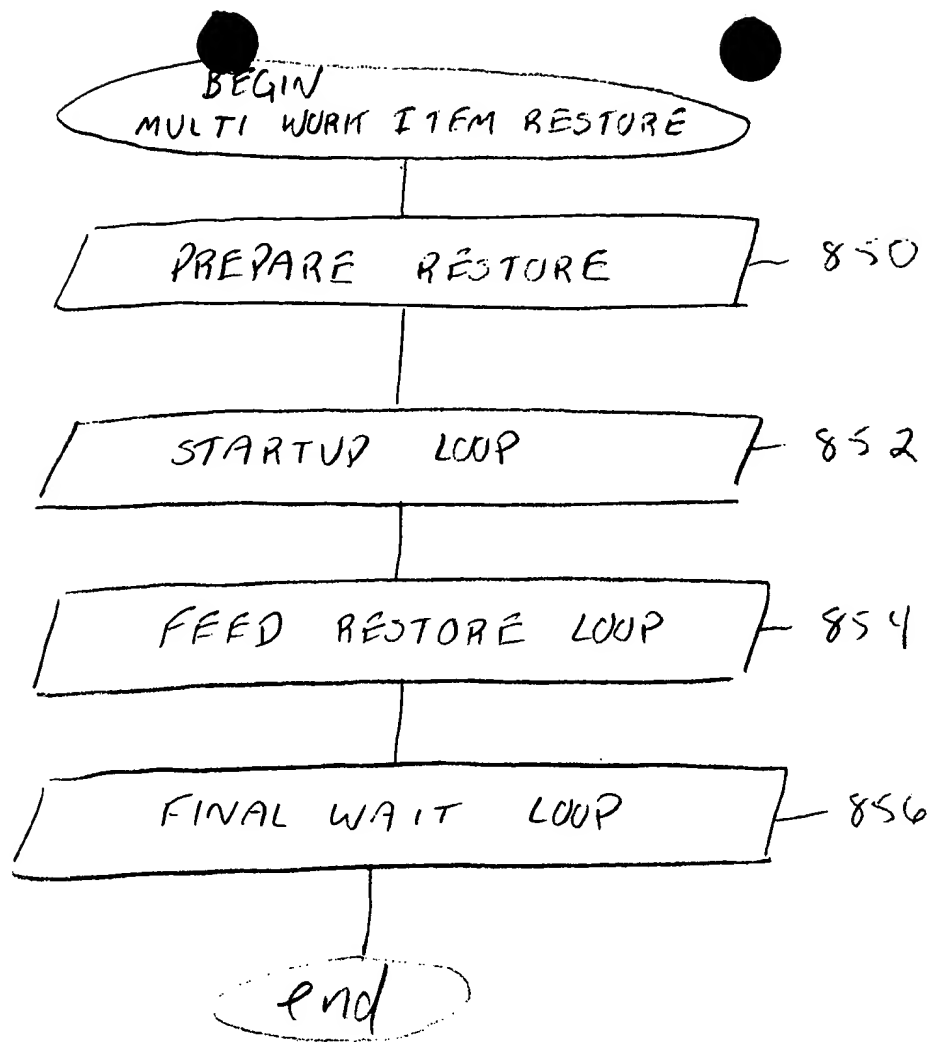 BEGIN
MULTI WORK ITEM RESTORE
PREPARE RESTORE
850
STARTUP LOOP
852
FEED RESTORE LOOP
854
FINAL WAIT LOOP
856
end